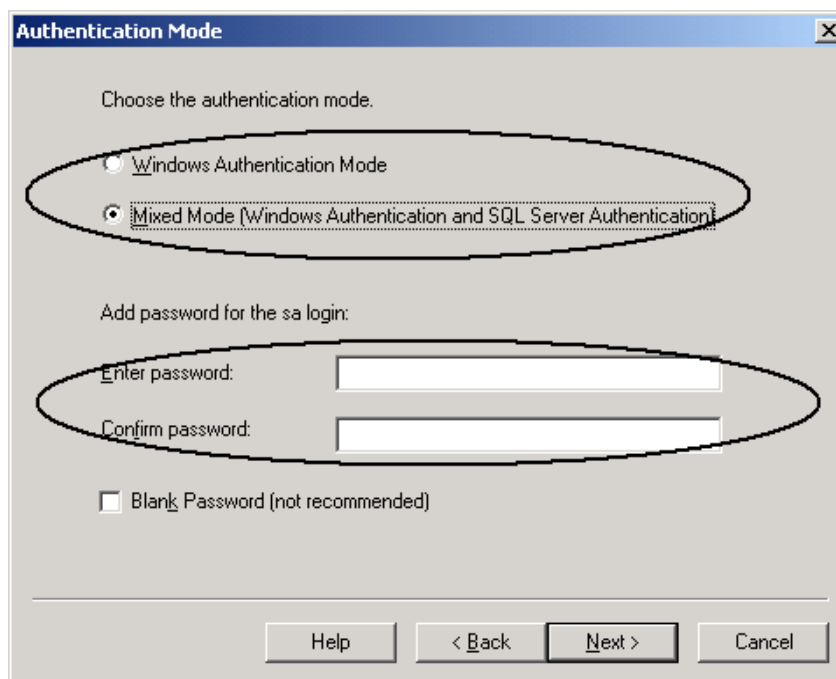 Authentication Mode
Choose the authentication mode.
Windows Authentication Mode
Mixed Mode (Windows Authentication and SQL Server Authentication)
Add password for the sa login:
Enter password:
Confirm password:
Blank Password (not recommended)
Help < Back Next > Cancel